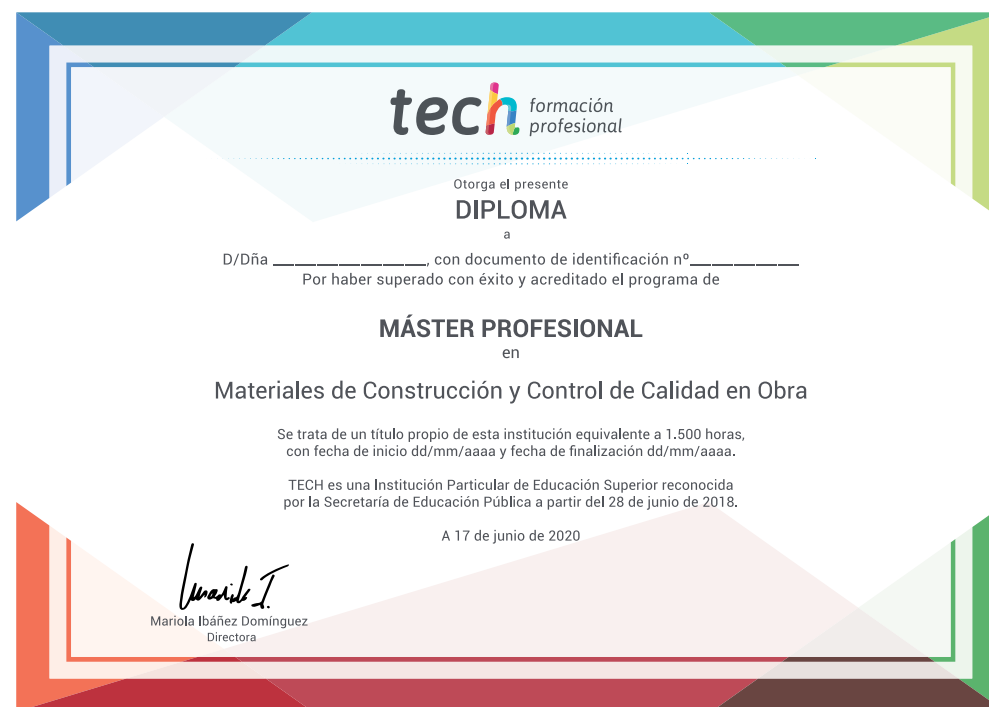 tech formación
profesional
Otorga el presente
DIPLOMA
a
D/Dña ____________________, con documento de identificación nº______________
Por haber superado con éxito y acreditado el programa de
MÁSTER PROFESIONAL
en
Materiales de Construcción y Control de Calidad en Obra
Se trata de un título propio de esta institución equivalente a 1.500 horas,
con fecha de inicio dd/mm/aaaa y fecha de finalización dd/mm/aaaa.
TECH es una Institución Particular de Educación Superior reconocida
por la Secretaría de Educación Pública a partir del 28 de junio de 2018.
A 17 de junio de 2020
Mariola Ibáñez Domínguez
Directora